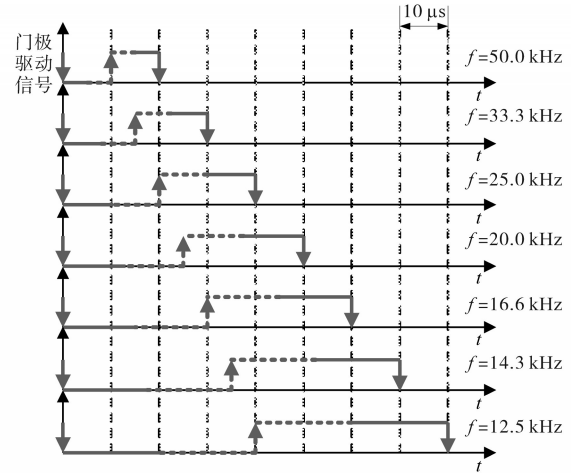 10 μs
门极
驱动
信号
f=50.0 kHz
t
f=33.3 kHz
t
f=25.0 kHz
t
f=20.0 kHz
t
f=16.6 kHz
t
f=14.3 kHz
t
f=12.5 kHz
t